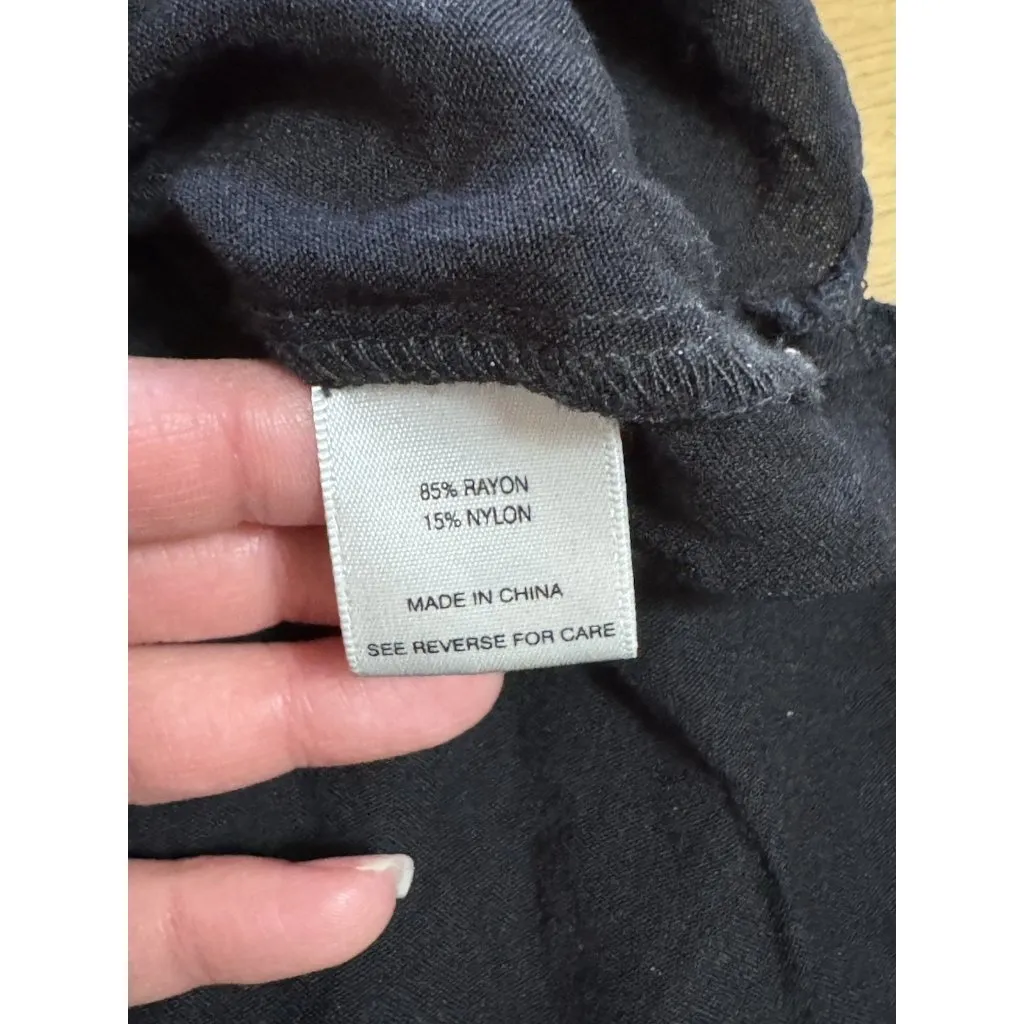 85% RAYON
15% NYLON
MADE IN CHINA
SEE REVERSE FOR CARE